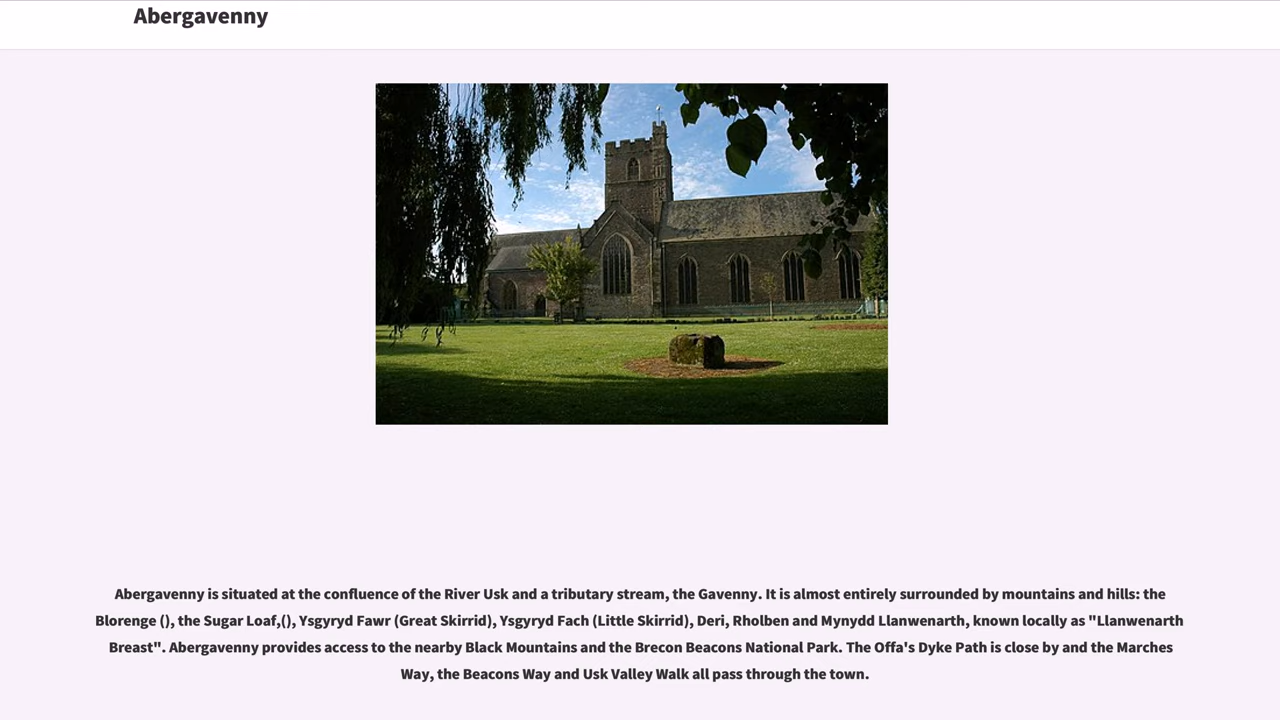 Abergavenny
Abergavenny is situated at the confluence of the River Usk and a tributary stream, the Gavenny. It is almost entirely surrounded by mountains and hills: the
Blorenge (), the Sugar Loaf,(), Ysgyryd Fawr (Great Skirrid), Ysgyryd Fach (Little Skirrid), Deri, Rholben and Mynydd Llanwenarth, known locally as "Llanwenarth
Breast". Abergavenny provides access to the nearby Black Mountains and the Brecon Beacons National Park. The Offa's Dyke Path is close by and the Marches
Way, the Beacons Way and Usk Valley Walk all pass through the town.